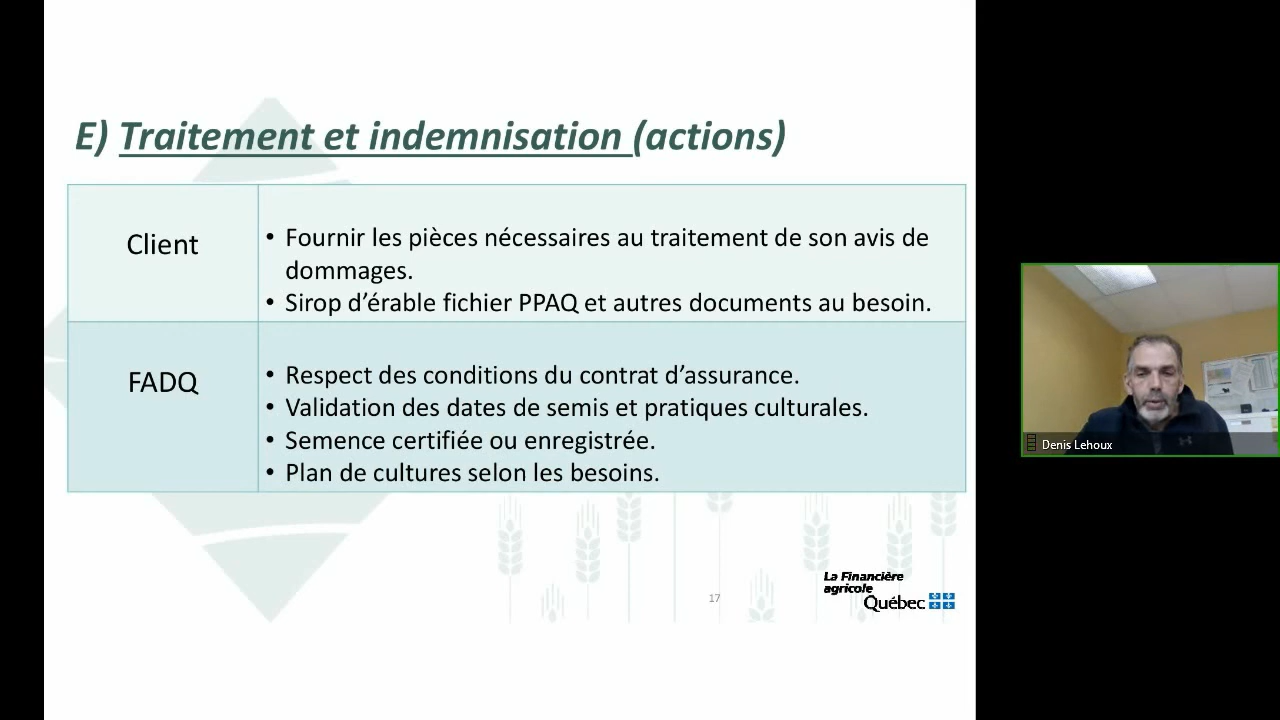 E) Traitement et indemnisation (actions)
Client
• Fournir les pièces nécessaires au traitement de son avis de
dommages.
• Sirop d’érable fichier PPAQ et autres documents au besoin.
FADQ
• Respect des conditions du contrat d’assurance.
• Validation des dates de semis et pratiques culturales.
• Semence certifiée ou enregistrée.
• Plan de cultures selon les besoins.
17
La Financière
agricole
Québec
Denis Lehoux